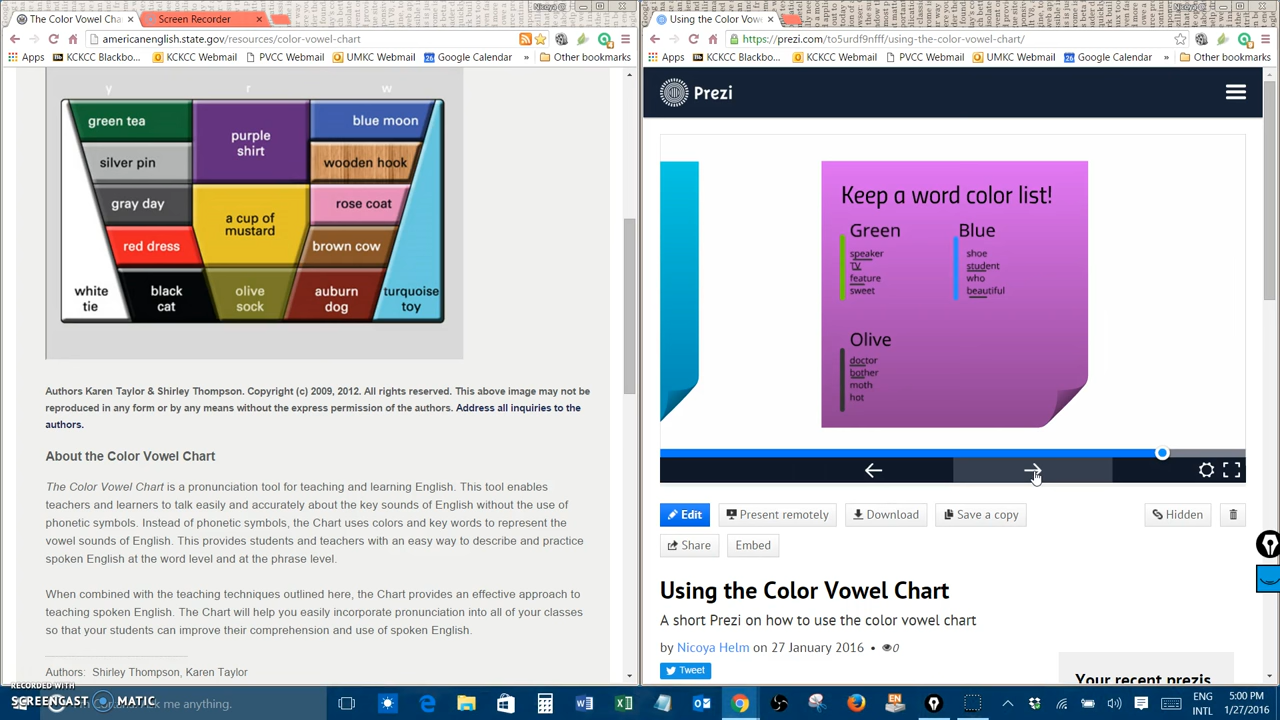 The Color Vowel Cha
Screen Recorder
americanenglish.state.gov/resources/color-vowel-chart
Apps
KCKCC Blackboo
KCKCC Webmail
PVCCC Webmail
UMKC Webmail
Google Calendar
»
Other bookmarks
y r w
green tea
purple
shirt
blue moon
silver pin
wooden hook
gray day
a cup of
mustard
rose coat
red dress
brown cow
white
tie
black
cat
olive
sock
auburn
dog
turquoise
toy
Authors Karen Taylor & Shirley Thompson. Copyright (c) 2009, 2012. All rights reserved. This above image may not be
reproduced in any form or by any means without the express permission of the authors. Address all inquiries to the
authors.
About the Color Vowel Chart
The Color Vowel Chart is a pronunciation tool for teaching and learning English. This tool enables
teachers and learners to talk easily and accurately about the key sounds of English without the use of
phonetic symbols. Instead of phonetic symbols, the Chart uses colors and key words to represent the
vowel sounds of English. This provides students and teachers with an easy way to describe and practice
spoken English at the word level and at the phrase level.
When combined with the teaching techniques outlined here, the Chart provides an effective approach to
teaching spoken English. The Chart will help you easily incorporate pronunciation into all of your classes
so that your students can improve their comprehension and use of spoken English.
Authors: Shirley Thompson, Karen Taylor
Using the Color Vow
https://prezi.com/to5urdf9nfff/using-the-color-vowel-chart/
Apps
KCKCC Blackboo
KCKCC Webmail
PVCCC Webmail
UMKC Webmail
Google Calendar
»
Other bookmarks
Prezi
Keep a word color list!
Green
speaker
TV
feature
sweet
Blue
shoe
student
who
beautiful
Olive
doctor
bother
moth
hot
Edit
Present remotely
Download
Save a copy
Hidden
Share
Embed
Using the Color Vowel Chart
A short Prezi on how to use the color vowel chart
by Nicoya Helm on 27 January 2016 • 0
Tweet
Your recent prezis
RECORDED WITH
SCREENCAST MATIC
sk me anything.
ENG
INTL
5:00 PM
1/27/2016